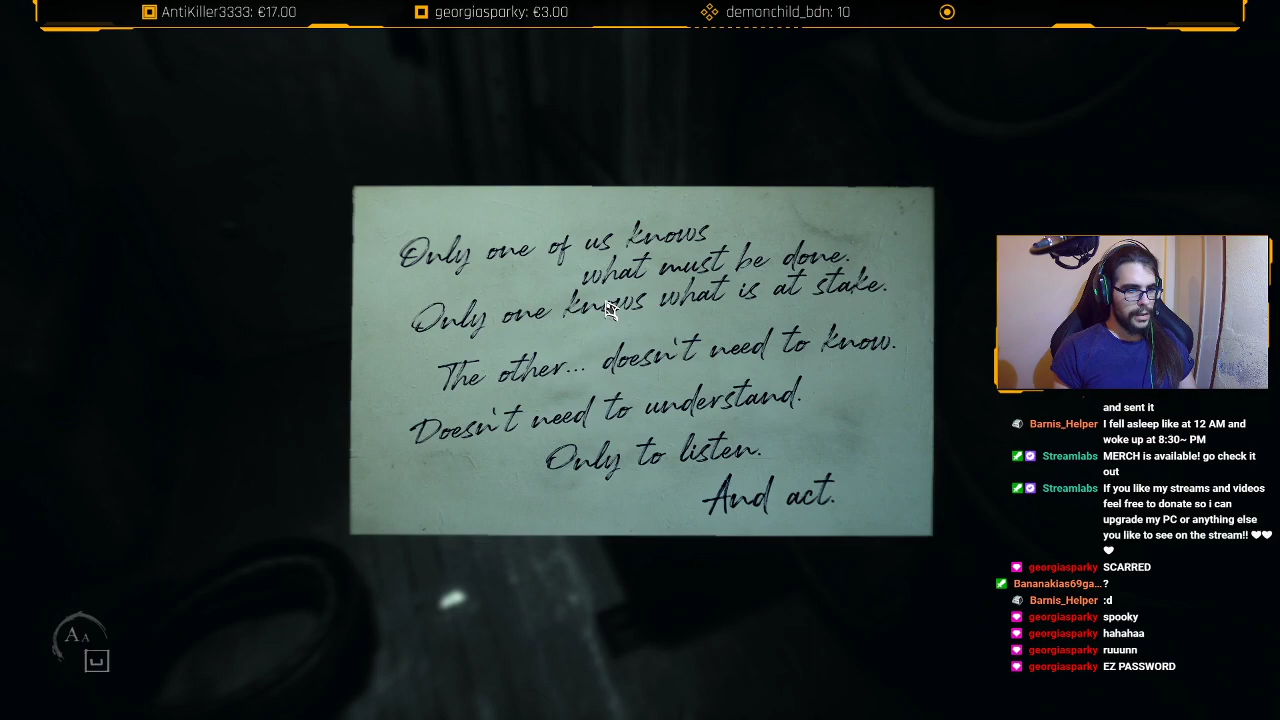 AntiKiller3333: €17.00
georgiasparky: €3.00
demonchild_bdn: 10
Only one of us knows
what must be done.
Only one knows what is at stake.
The other... doesn't need to know.
Doesn't need to understand.
Only to listen.
And act.
AA
and sent it
Barnis_Helper I fell asleep like at 12 AM and
woke up at 8:30~ PM
Streamlabs MERCH is available! go check it
out
Streamlabs If you like my streams and videos
feel free to donate so i can
upgrade my PC or anything else
you like to see on the stream!! ❤❤
❤
georgiasparky SCARRED
Bananakias69ga... ?
Barnis_Helper :d
georgiasparky spooky
georgiasparky hahahaa
georgiasparky ruuunn
georgiasparky EZ PASSWORD